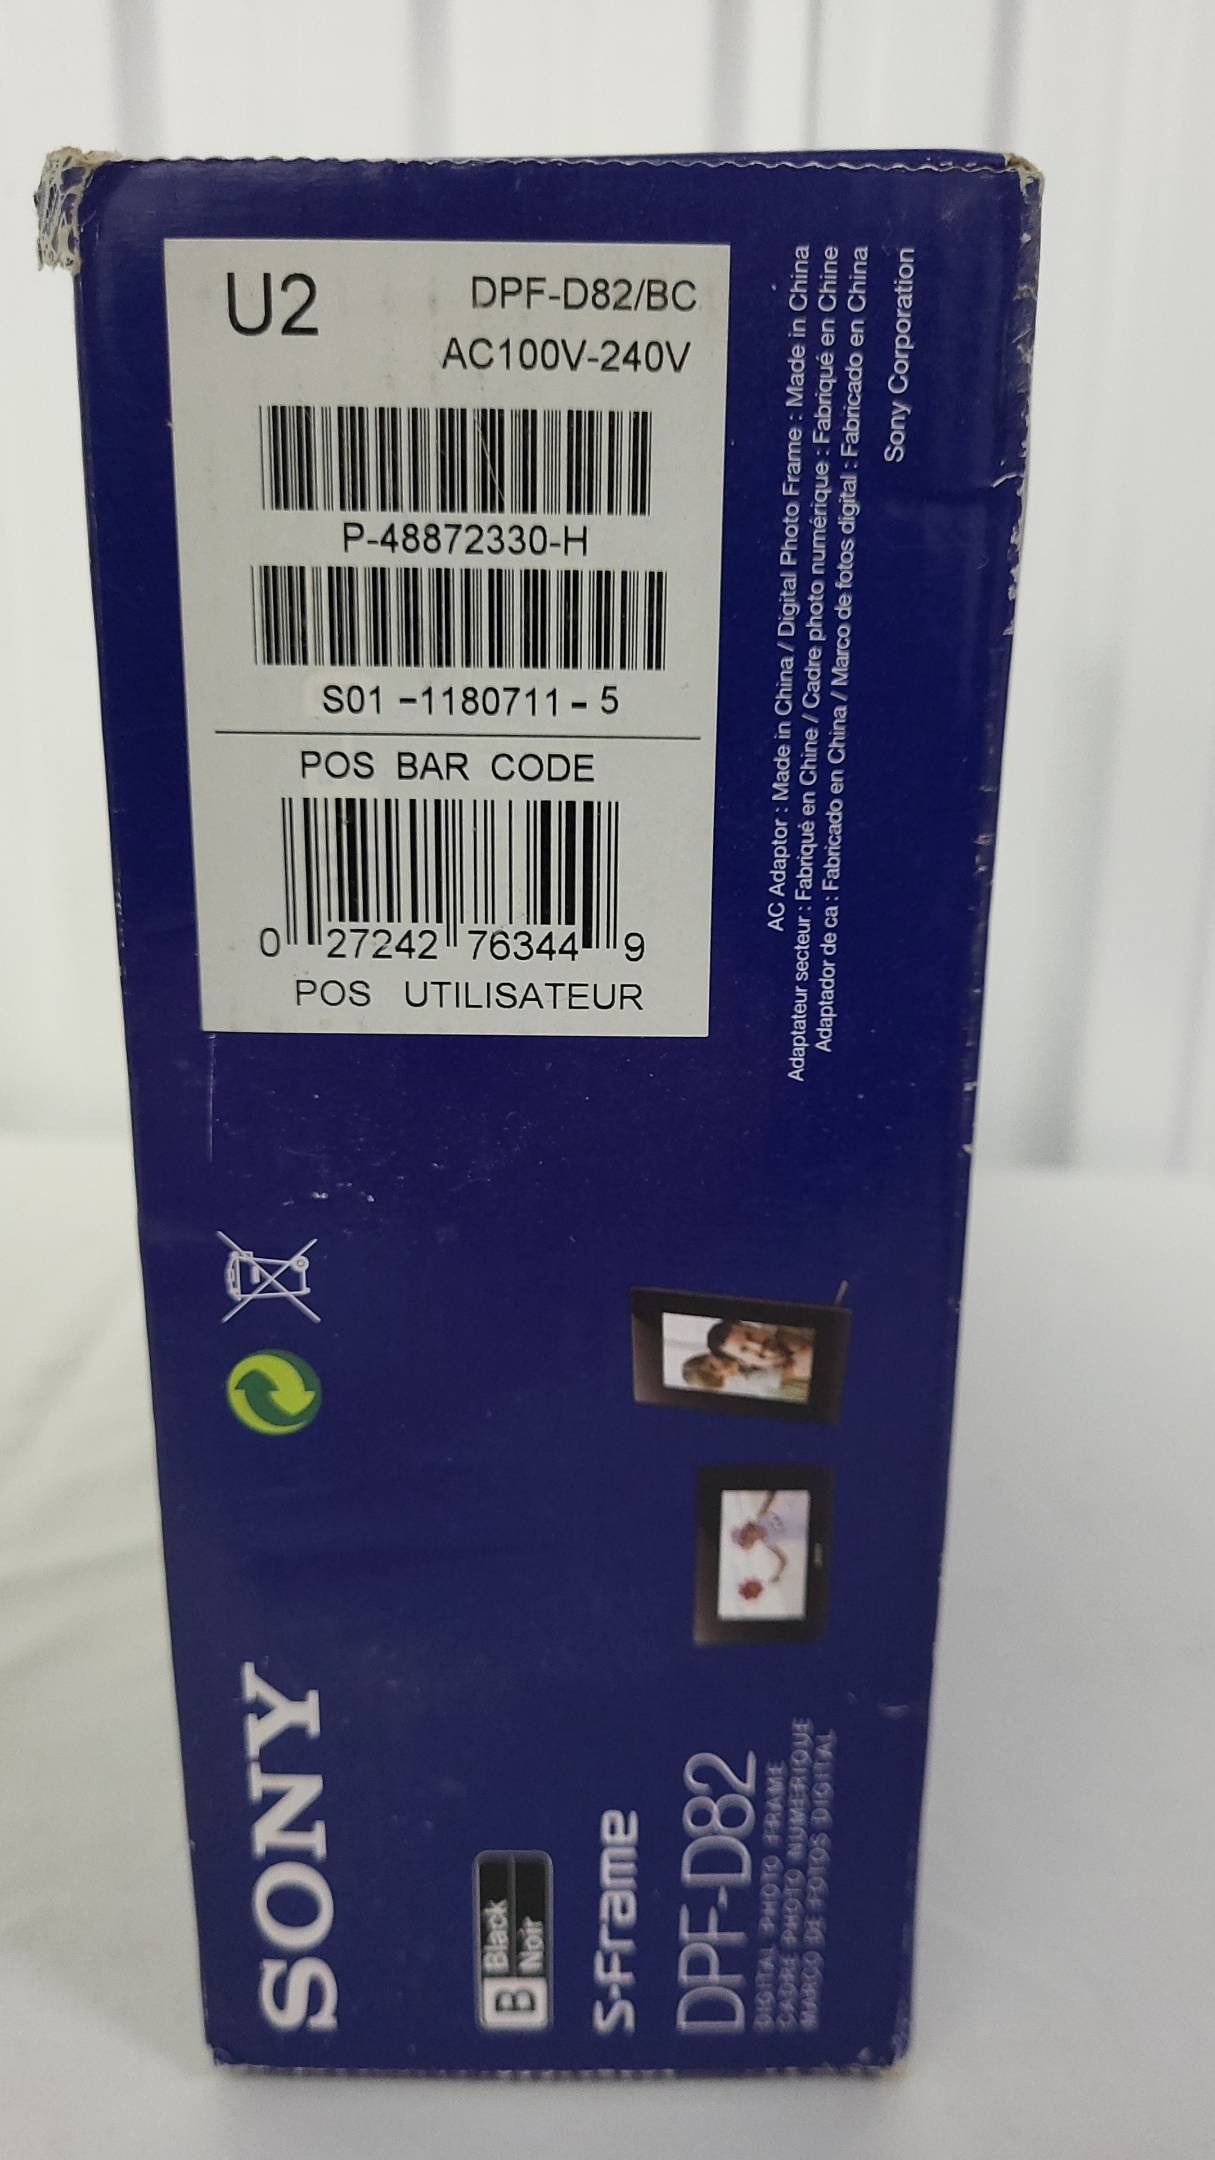 U2
DPF-D82/BC
AC100V-240V
P-48872330-H
S01 -1180711 - 5
POS BAR CODE
0 27242 76344 9
POS UTILISATEUR
AC Adaptor : Made in China / Digital Photo Frame : Made in China
Adaptateur secteur : Fabriqué en Chine / Cadre photo numérique : Fabriqué en Chine
Adaptador de ca : Fabricado en China / Marco de fotos digital : Fabricado en China
Sony Corporation
SONY
B Black
Noir
S-Frame
DPF-D82
DIGITAL PHOTO FRAME
CADRE PHOTO NUMERIQUE
MARCO DE FOTOS DIGITAL